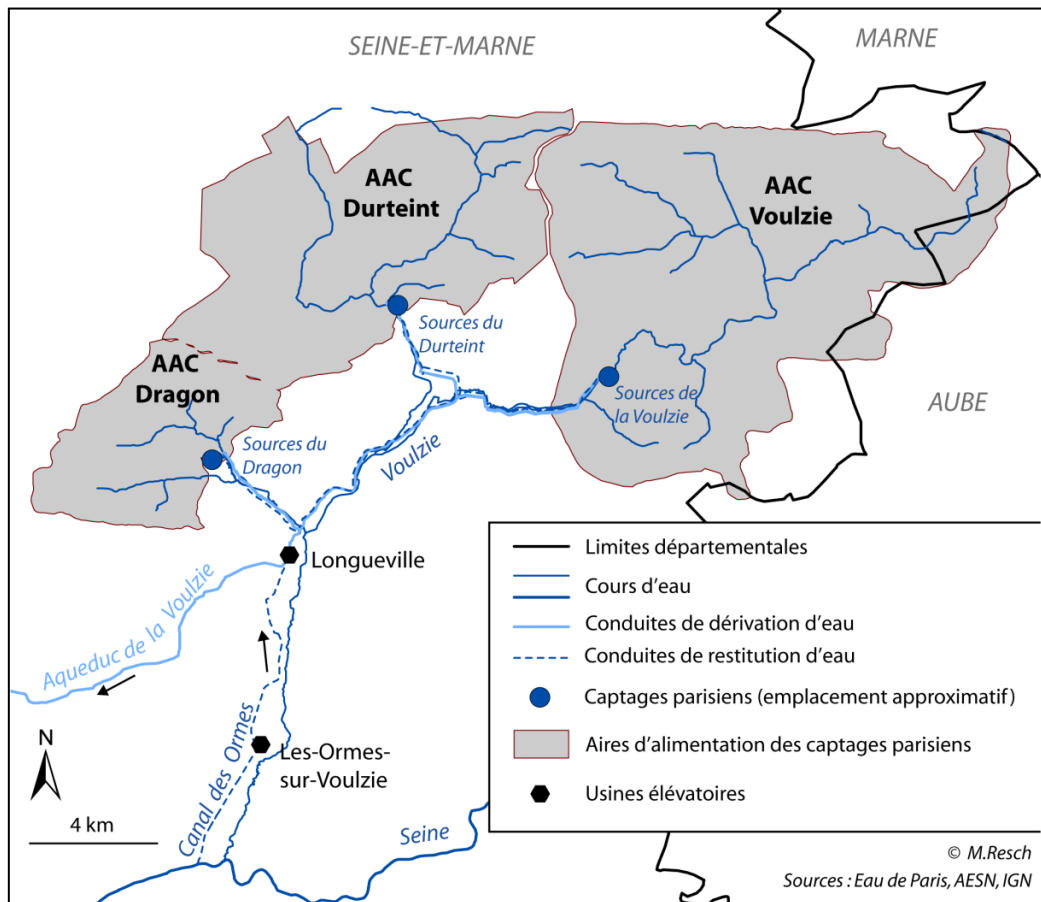 SEINE-ET-MARNE
MARNE
AAC
Durteint
AAC
Voulzie
Sources du
Durteint
AAC
Dragon
Sources de
la Voulzie
AUBE
Sources du
Dragon
Voulzie
Longueville
Aqueduc de la Voulzie
Canal des Ormes
Les-Ormes-
sur-Voulzie
N
4 km
Seine
Limites départementales
Cours d'eau
Conduites de dérivation d'eau
Conduites de restitution d'eau
Captages parisiens (emplacement approximatif)
Aires d'alimentation des captages parisiens
Usines élévatoires
© M.Resch
Sources : Eau de Paris, AESN, IGN